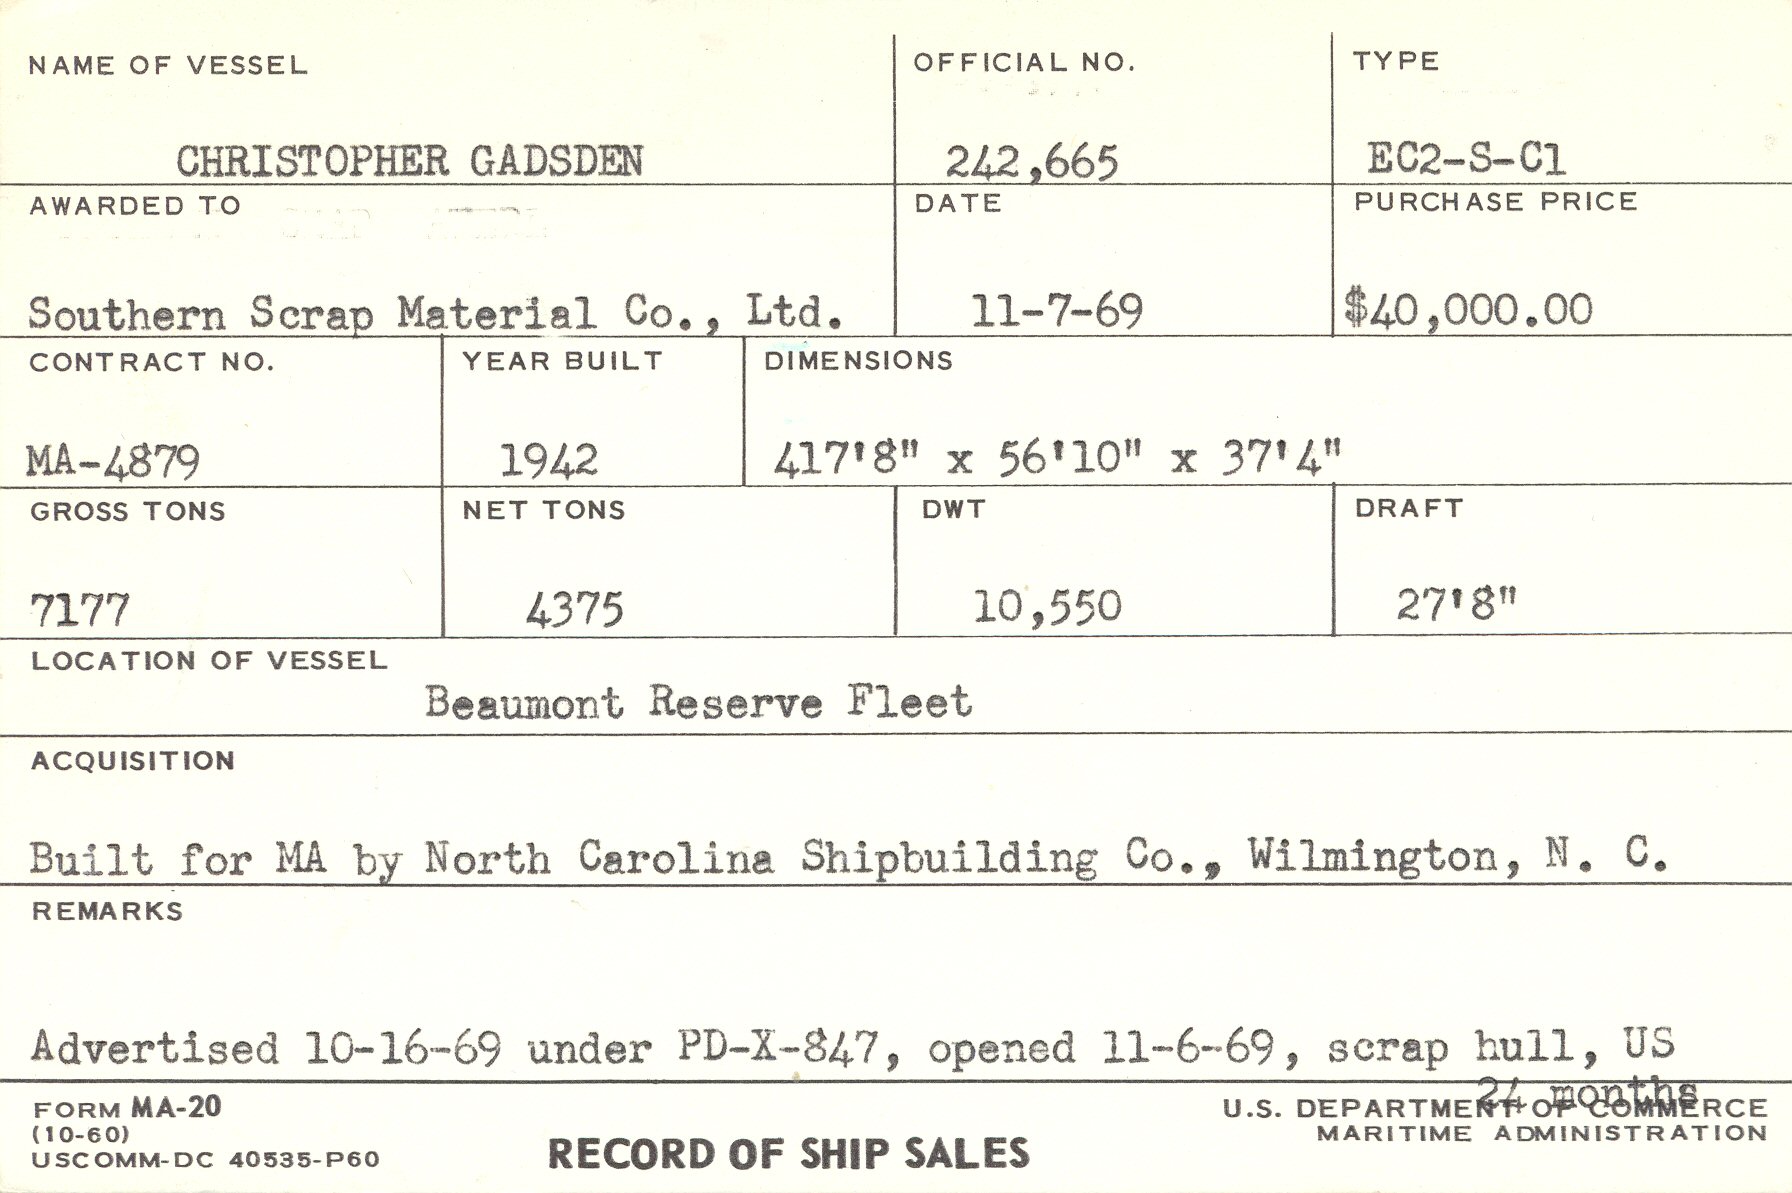 NAME OF VESSEL
CHRISTOPHER GADSDEN
OFFICIAL NO.
242,665
TYPE
EC2-S-C1
AWARDED TO
Southern Scrap Material Co., Ltd.
DATE
11-7-69
PURCHASE PRICE
$40,000.00
CONTRACT NO.
MA-4879
YEAR BUILT
1942
DIMENSIONS
417'8" x 56'10" x 37'4"
GROSS TONS
7177
NET TONS
4375
DWT
10,550
DRAFT
27'8"
LOCATION OF VESSEL
Beaumont Reserve Fleet
ACQUISITION
Built for MA by North Carolina Shipbuilding Co., Wilmington, N. C.
REMARKS
Advertised 10-16-69 under PD-X-847, opened 11-6-69, scrap hull, US
24 months
FORM MA-20
(10-60)
USCOMM-DC 40535-P60
RECORD OF SHIP SALES
U.S. DEPARTMENT OF COMMERCE
MARITIME ADMINISTRATION